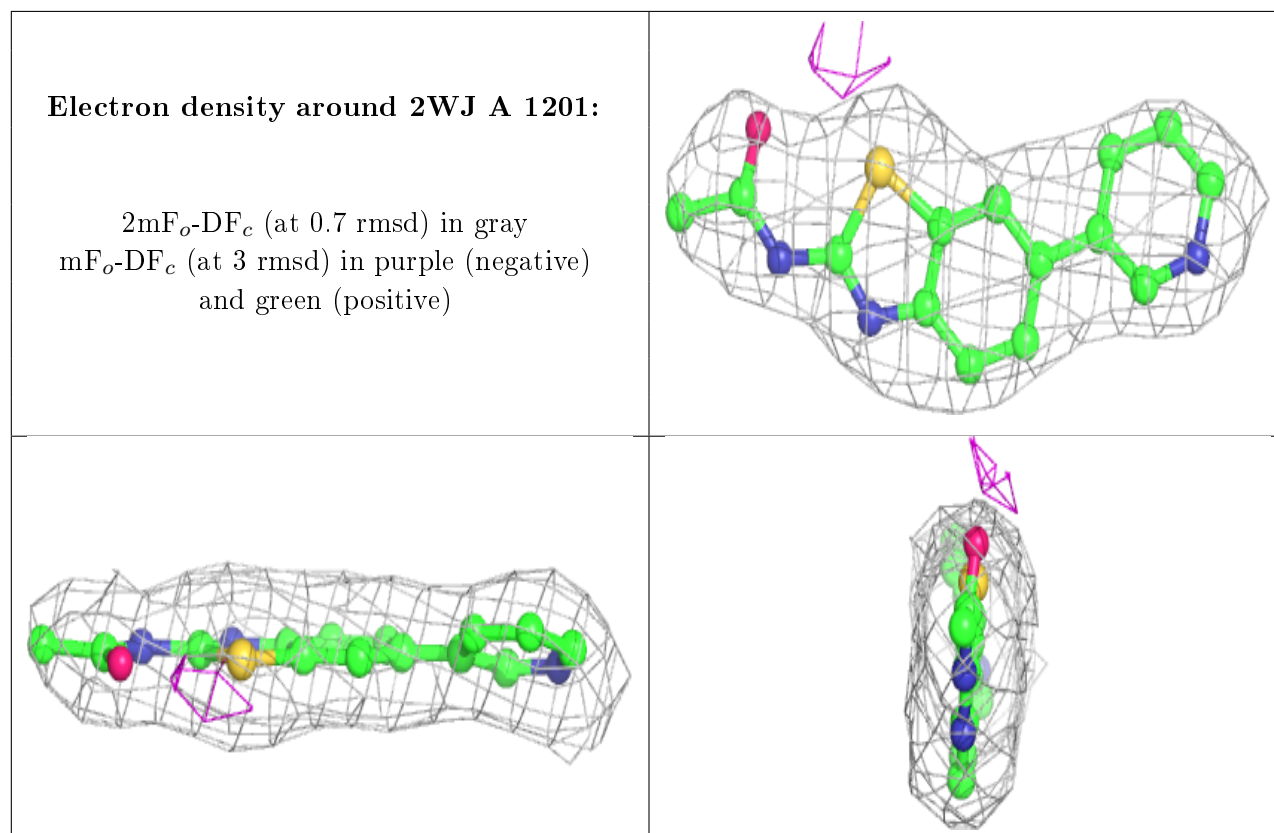 Electron density around 2WJ A 1201:
2mFₒ-DF𝒸 (at 0.7 rmsd) in gray
mFₒ-DF𝒸 (at 3 rmsd) in purple (negative)
and green (positive)